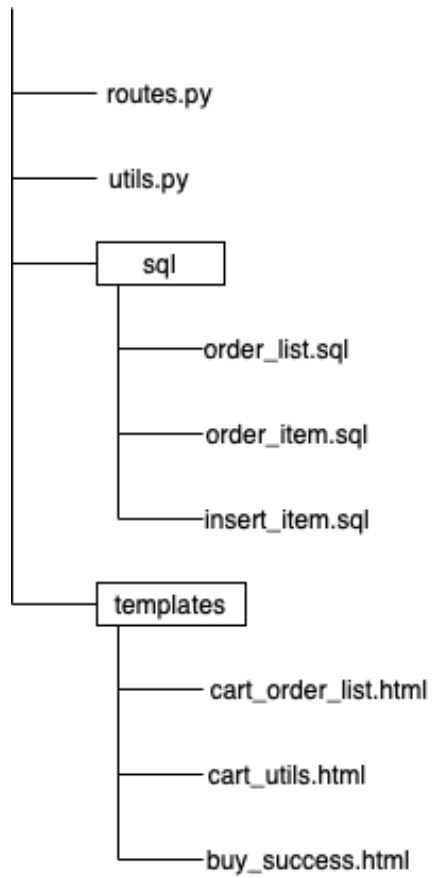 routes.py
utils.py
sql
order_list.sql
order_item.sql
insert_item.sql
templates
cart_order_list.html
cart_utils.html
buy_success.html